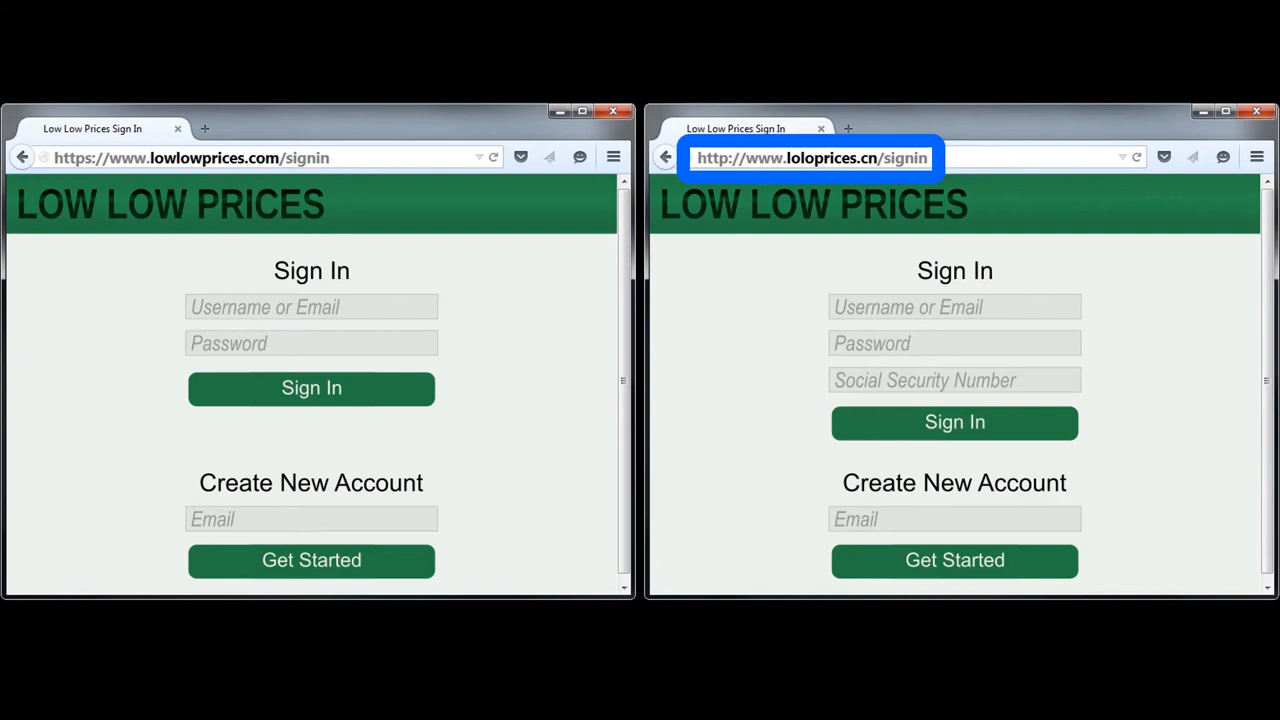 Low Low Prices Sign In
https://www.lowlowprices.com/signin
LOW LOW PRICES
Sign In
Username or Email
Password
Sign In
Create New Account
Email
Get Started
Low Low Prices Sign In
http://www.loloprices.cn/signin
LOW LOW PRICES
Sign In
Username or Email
Password
Social Security Number
Sign In
Create New Account
Email
Get Started